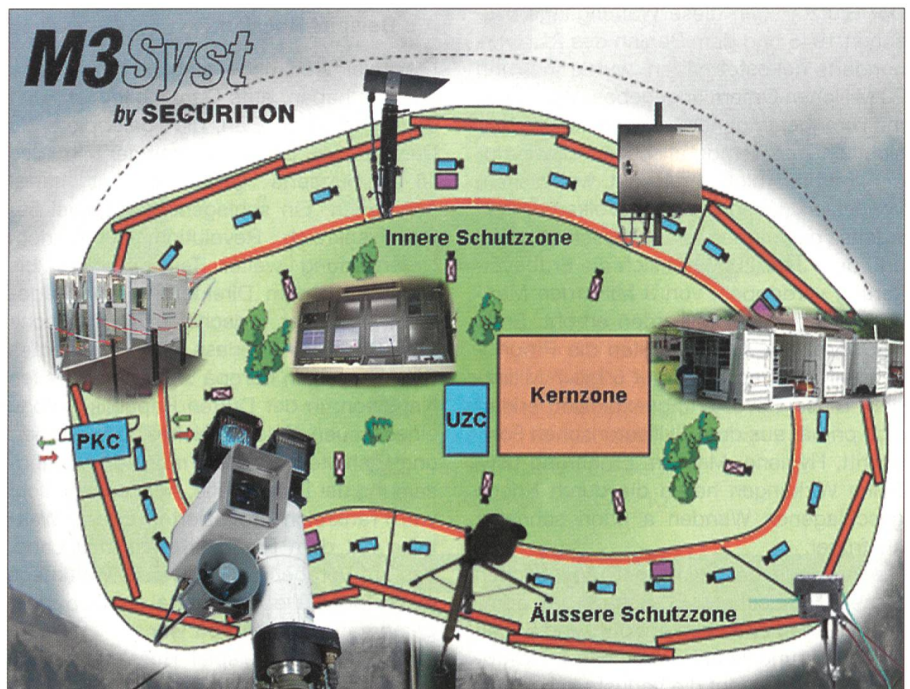 M3Syst
by SECURITON
Innere Schutzzone
Kernzone
UZC
PKC
Äussere Schutzzone